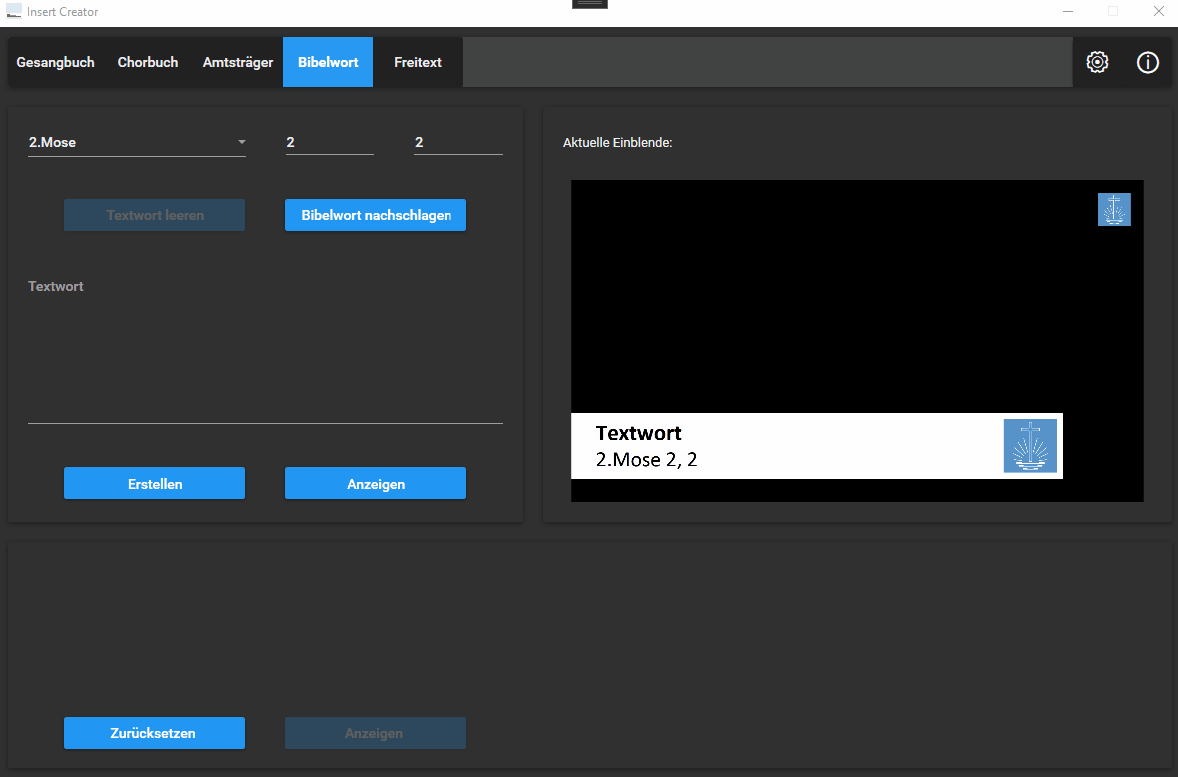 Insert Creator
Gesangbuch Chorbuch Amtsträger Bibelwort Freitext
2.Mose 2 2
Textwort leeren Bibelwort nachschlagen
Textwort
Erstellen Anzeigen
Aktuelle Einblende:
Textwort
2.Mose 2, 2
Zurücksetzen Anzeigen